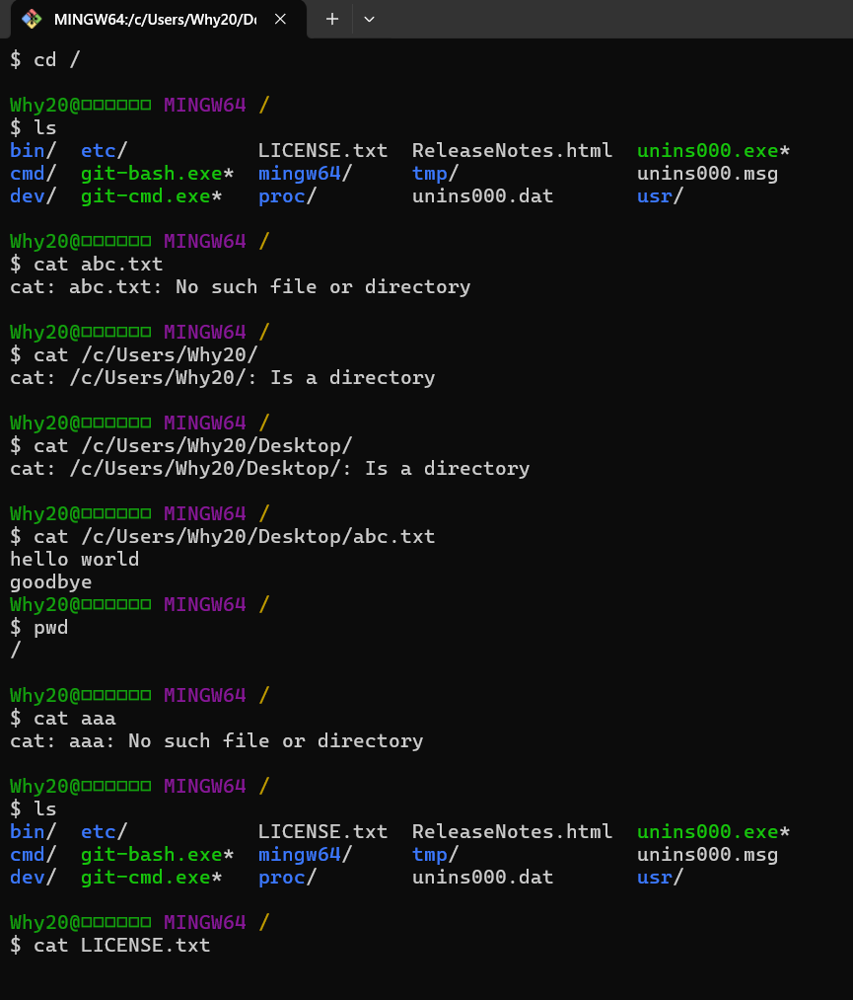 MINGW64:/c/Users/Why20/De
$ cd /
Why20@□□□□□□ MINGW64 /
$ ls
bin/  etc/           LICENSE.txt  ReleaseNotes.html  unins000.exe*
cmd/  git-bash.exe*  mingw64/     tmp/               unins000.msg
dev/  git-cmd.exe*   proc/        unins000.dat       usr/
Why20@□□□□□□ MINGW64 /
$ cat abc.txt
cat: abc.txt: No such file or directory
Why20@□□□□□□ MINGW64 /
$ cat /c/Users/Why20/
cat: /c/Users/Why20/: Is a directory
Why20@□□□□□□ MINGW64 /
$ cat /c/Users/Why20/Desktop/
cat: /c/Users/Why20/Desktop/: Is a directory
Why20@□□□□□□ MINGW64 /
$ cat /c/Users/Why20/Desktop/abc.txt
hello world
goodbye
Why20@□□□□□□ MINGW64 /
$ pwd
/
Why20@□□□□□□ MINGW64 /
$ cat aaa
cat: aaa: No such file or directory
Why20@□□□□□□ MINGW64 /
$ ls
bin/  etc/           LICENSE.txt  ReleaseNotes.html  unins000.exe*
cmd/  git-bash.exe*  mingw64/     tmp/               unins000.msg
dev/  git-cmd.exe*   proc/        unins000.dat       usr/
Why20@□□□□□□ MINGW64 /
$ cat LICENSE.txt